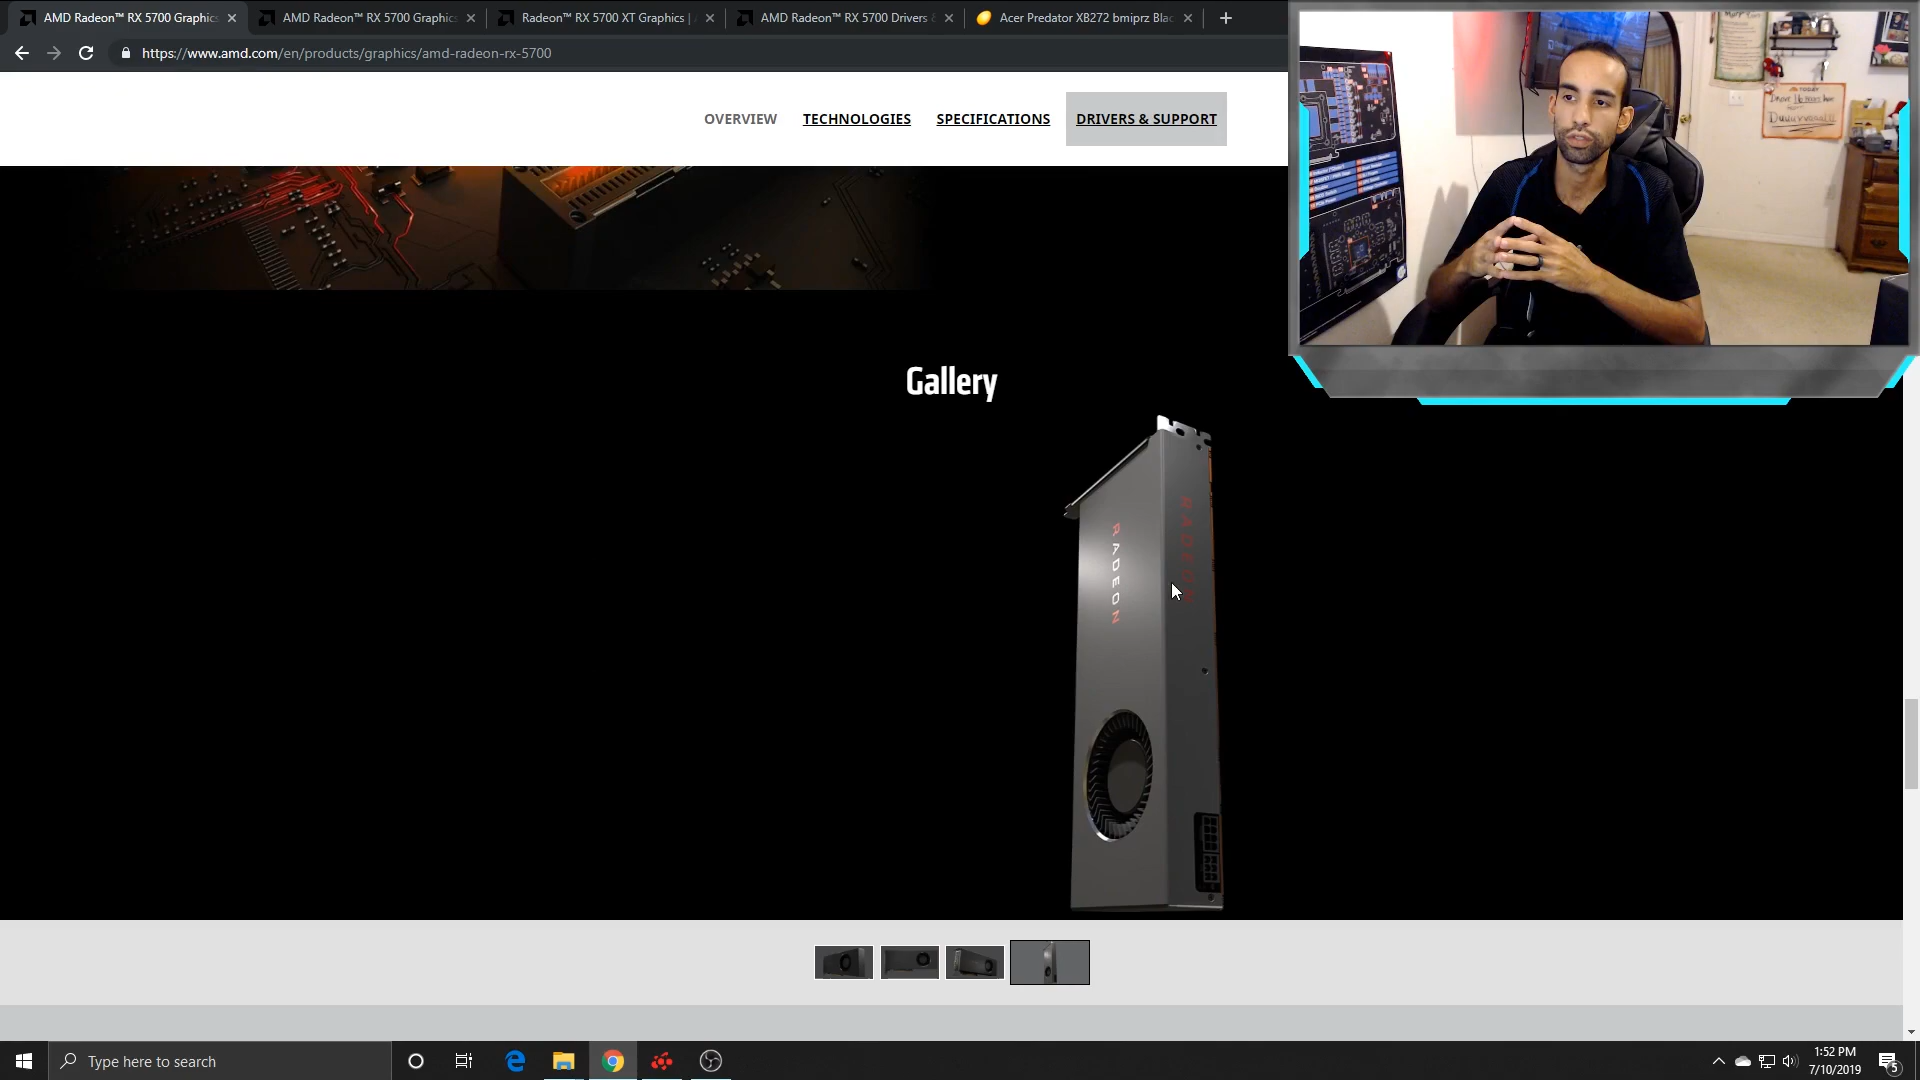 AMD Radeon™ RX 5700 Graphics
AMD Radeon™ RX 5700 Graphics
Radeon™ RX 5700 XT Graphics |
AMD Radeon™ RX 5700 Drivers &
Acer Predator XB272 bmiprz Blac
https://www.amd.com/en/products/graphics/amd-radeon-rx-5700
OVERVIEW
TECHNOLOGIES
SPECIFICATIONS
DRIVERS & SUPPORT
Gallery
RADEON
RADEON
Type here to search
1:52 PM
7/10/2019
5